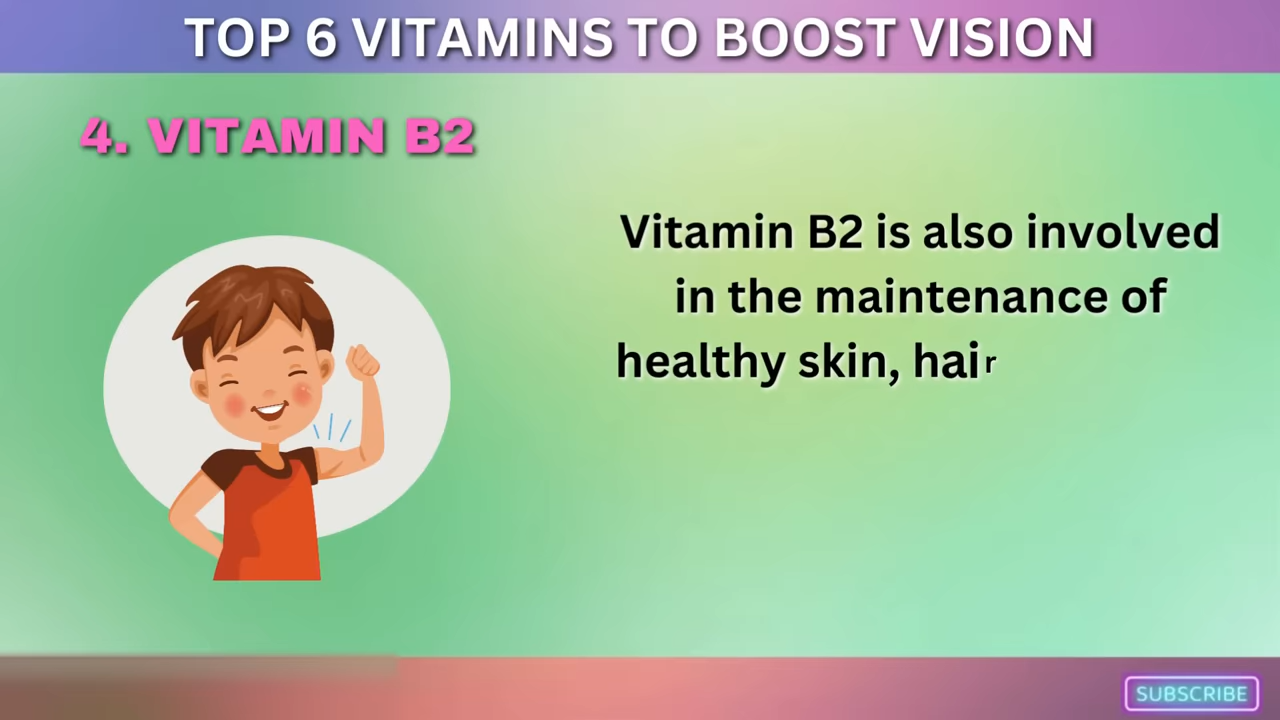 TOP 6 VITAMINS TO BOOST VISION
4. VITAMIN B2
Vitamin B2 is also involved
in the maintenance of
healthy skin, hair
SUBSCRIBE